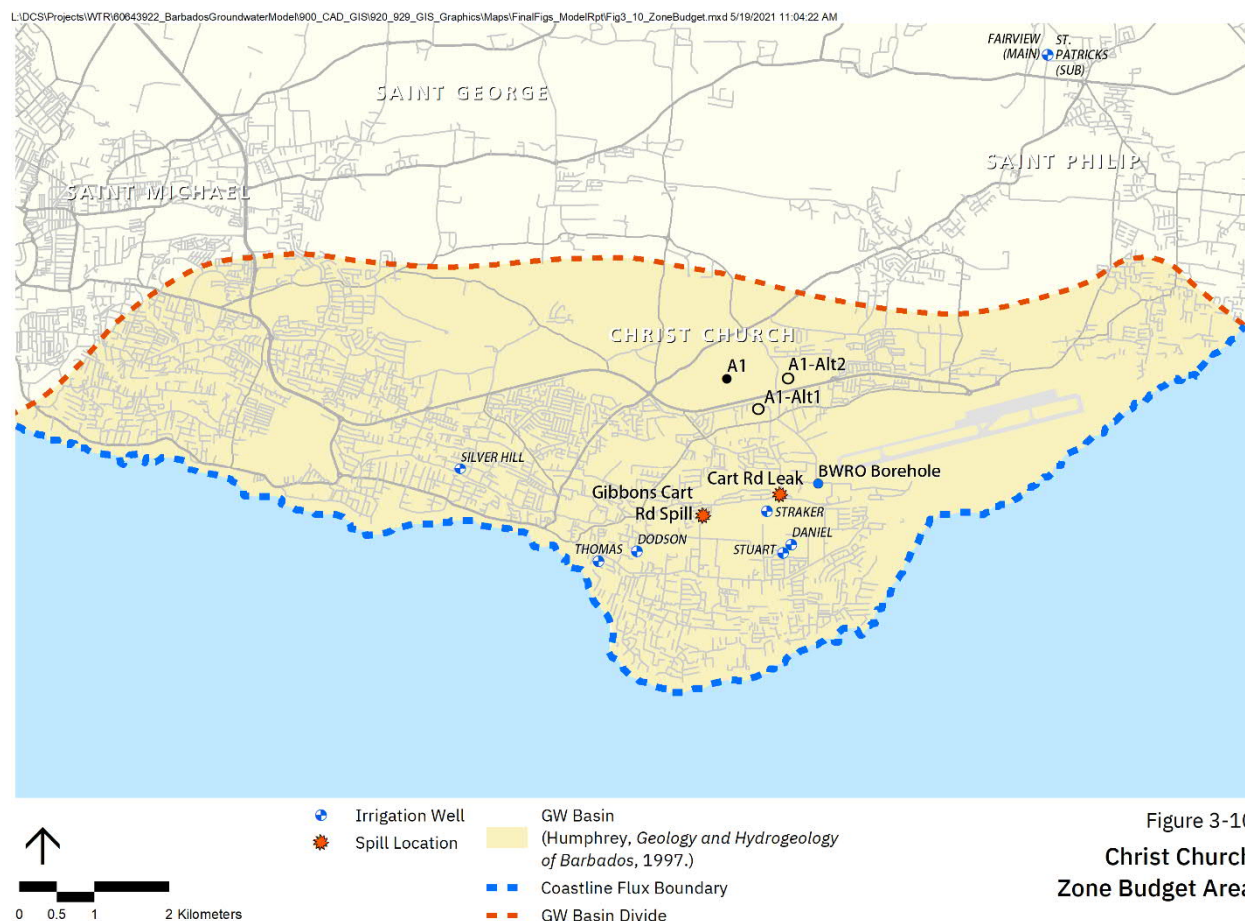 L:\DCS\Projects\WTR\60643922_BarbadosGroundwaterModel\900_CAD_GIS\920_929_GIS_Graphics\Maps\FinalFigs_ModelRpt\Fig3_10_ZoneBudget.mxd 5/19/2021 11:04:22 AM
FAIRVIEW
(MAIN)
ST.
PATRICKS
(SUB)
SAINT GEORGE
SAINT PHILIP
SAINT MICHAEL
CHRIST CHURCH
A1
A1-Alt2
A1-Alt1
SILVER HILL
BWRO Borehole
Cart Rd Leak
Gibbons Cart
Rd Spill
STRAKER
DANIEL
STUART
DODSON
THOMAS
Irrigation Well
Spill Location
GW Basin
(Humphrey, Geology and Hydrogeology
of Barbados, 1997.)
Coastline Flux Boundary
GW Basin Divide
0 0.5 1 2 Kilometers
Figure 3-10
Christ Church
Zone Budget Area